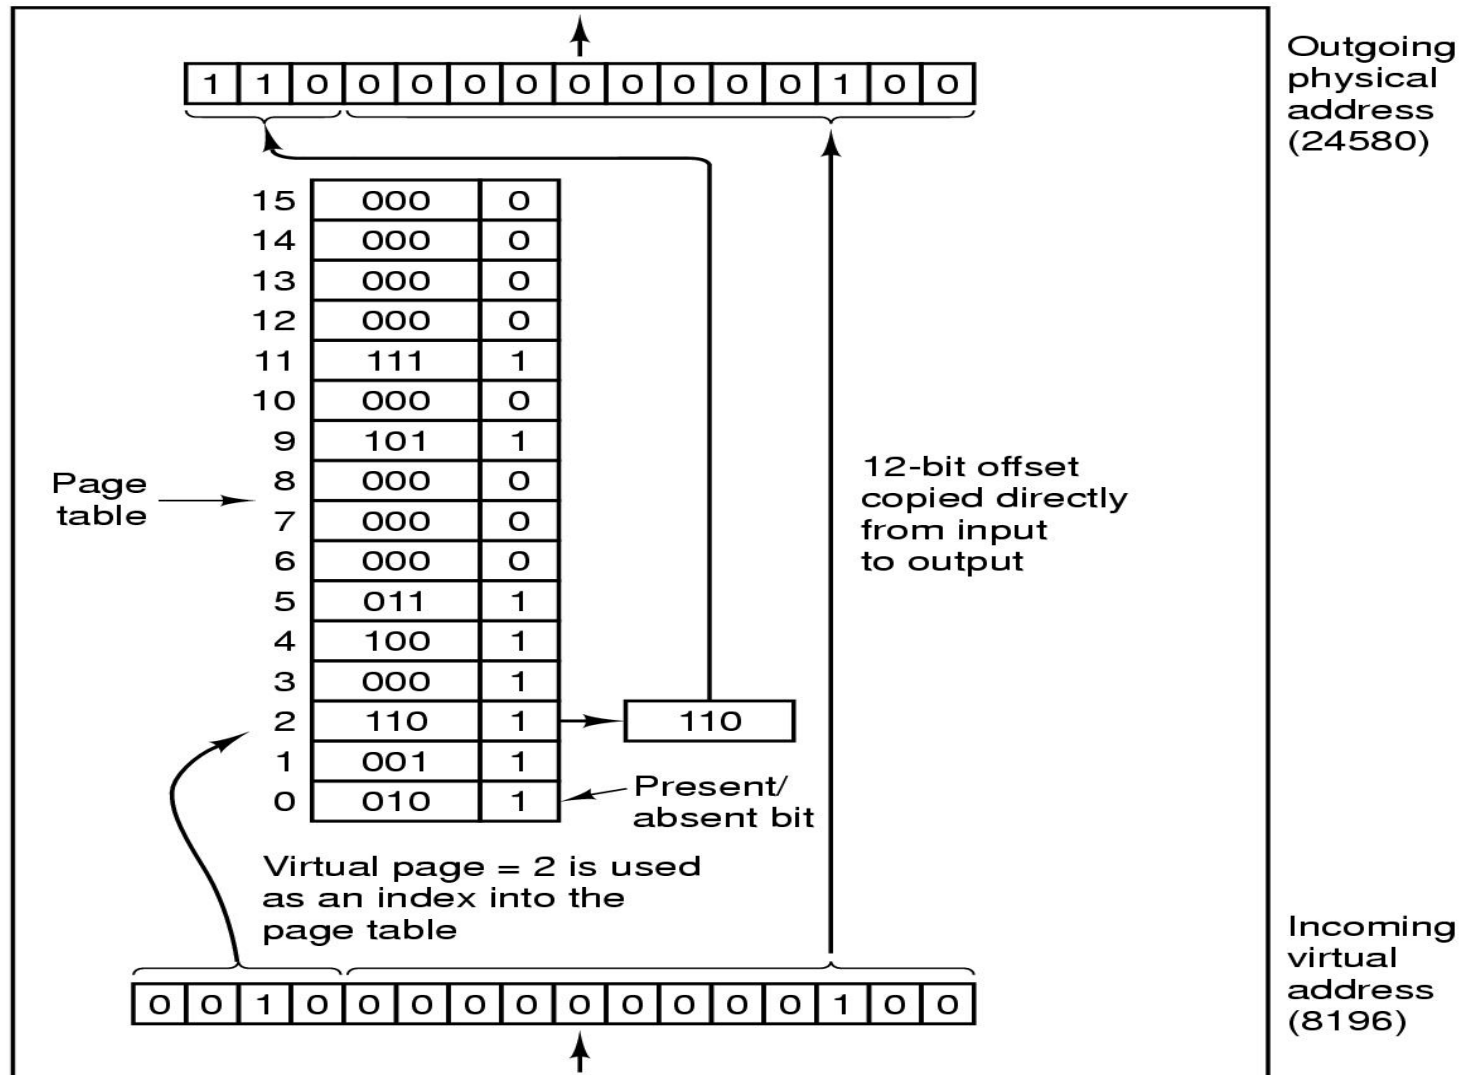 Outgoing
physical
address
(24580)
1 1 0 0 0 0 0 0 0 0 0 0 1 0 0
15 000 0
14 000 0
13 000 0
12 000 0
11 111 1
10 000 0
9 101 1
8 000 0
7 000 0
6 000 0
5 011 1
4 100 1
3 000 1
2 110 1
1 001 1
0 010 1
Page
table
110
12-bit offset
copied directly
from input
to output
Present/
absent bit
Virtual page = 2 is used
as an index into the
page table
0 0 1 0 0 0 0 0 0 0 0 0 0 1 0 0
Incoming
virtual
address
(8196)